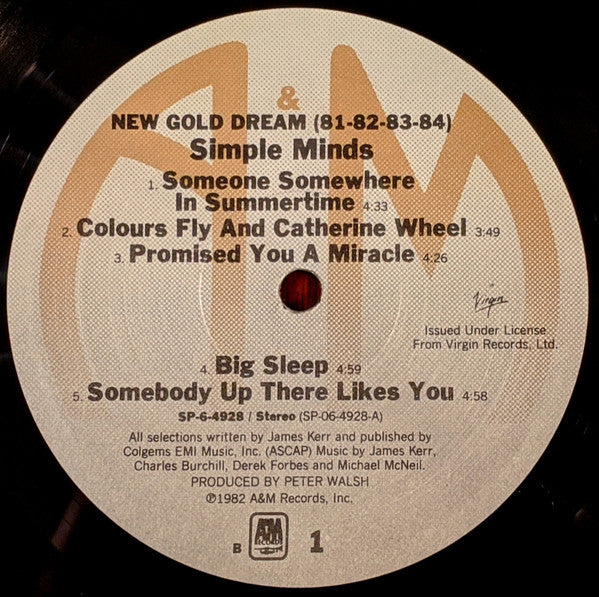 &
NEW GOLD DREAM (81-82-83-84)
Simple Minds
1. Someone Somewhere
In Summertime 4:33
2. Colours Fly And Catherine Wheel 3:49
3. Promised You A Miracle 4:26
Virgin
Issued Under License
From Virgin Records, Ltd.
4. Big Sleep 4:59
5. Somebody Up There Likes You 4:58
SP-6-4928 / Stereo (SP-06-4928-A)
All selections written by James Kerr and published by
Colgems EMI Music, Inc. (ASCAP) Music by James Kerr,
Charles Burchill, Derek Forbes and Michael McNeil.
PRODUCED BY PETER WALSH
℗1982 A&M Records, Inc.
B A&M RECORDS 1